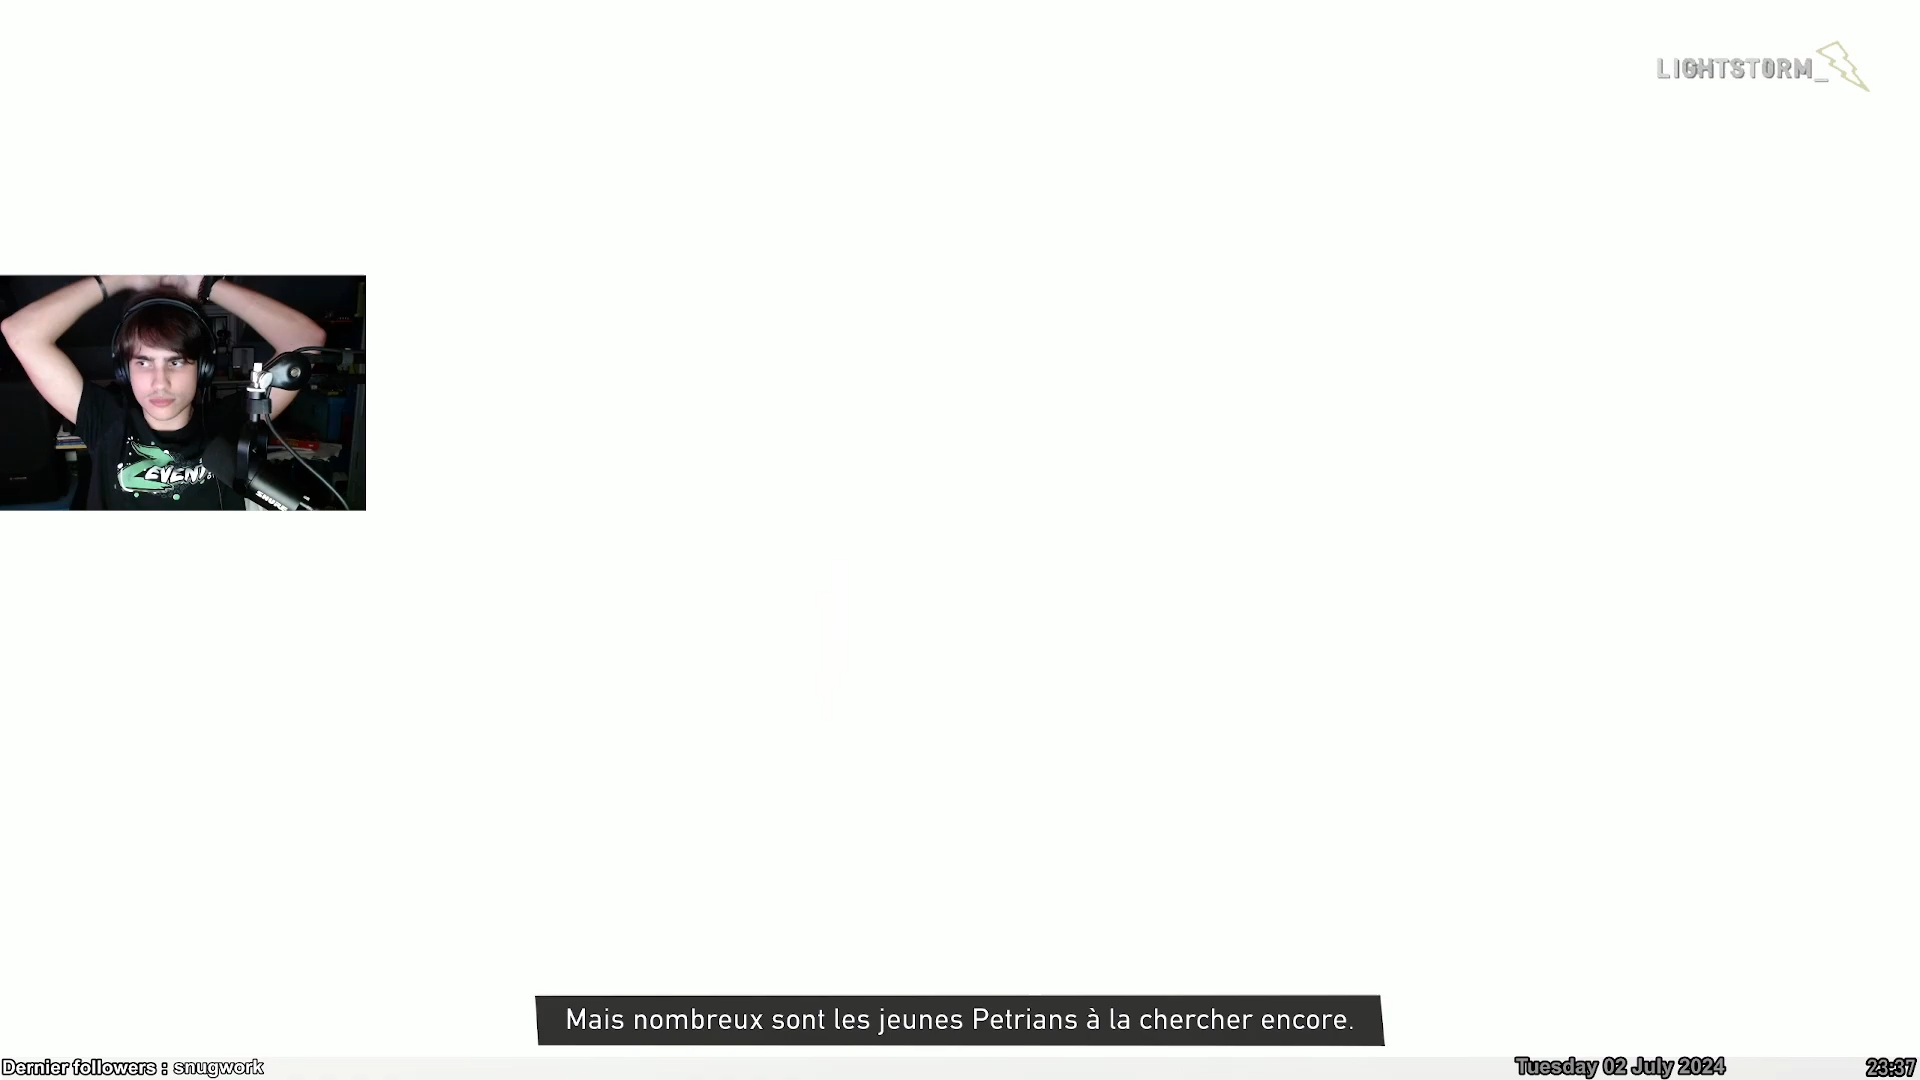 LIGHTSTORM_
ZEVENT
SHURE
Mais nombreux sont les jeunes Petrians à la chercher encore.
Dernier followers : snugwork
Tuesday 02 July 2024
23:37